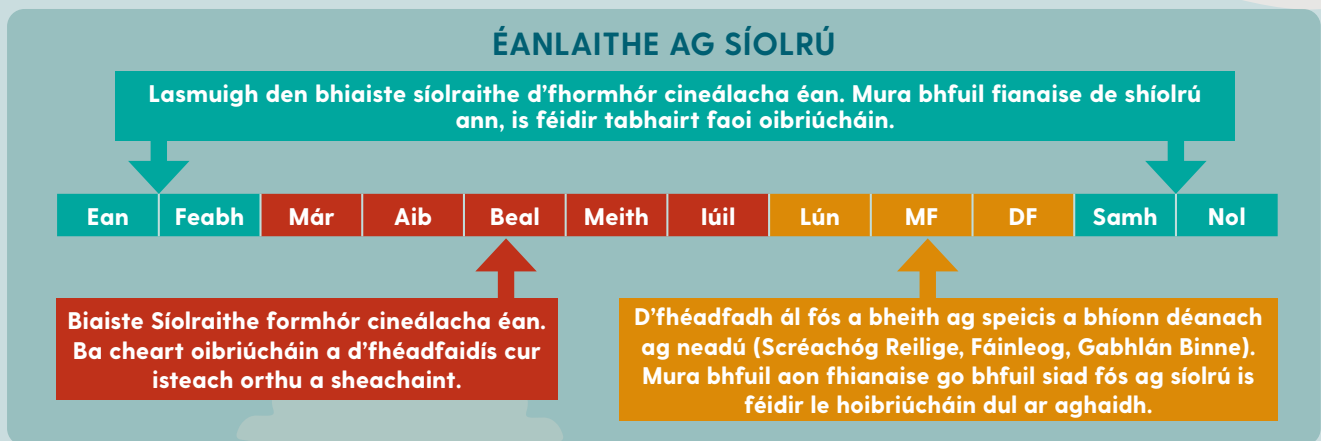 ÉANLAITHE AG SÍOLRÚ
Lasmuigh den bhiaiste síolraithe d'fhormhór cineálacha éan. Mura bhfuil fianaise de shíolrú
ann, is féidir tabhairt faoi oibriúcháin.
Ean Feabh Már Aib Beal Meith Iúil Lún MF DF Samh Nol
Biaiste Síolraithe formhór cineálacha éan.
Ba cheart oibriúcháin a d'fhéadfaidís cur
isteach orthu a sheachaint.
D'fhéadfadh ál fós a bheith ag speicis a bhíonn déanach
ag neadú (Scréachóg Reilige, Fáinleog, Gabhlán Binne).
Mura bhfuil aon fhianaise go bhfuil siad fós ag síolrú is
féidir le hoibriúcháin dul ar aghaidh.